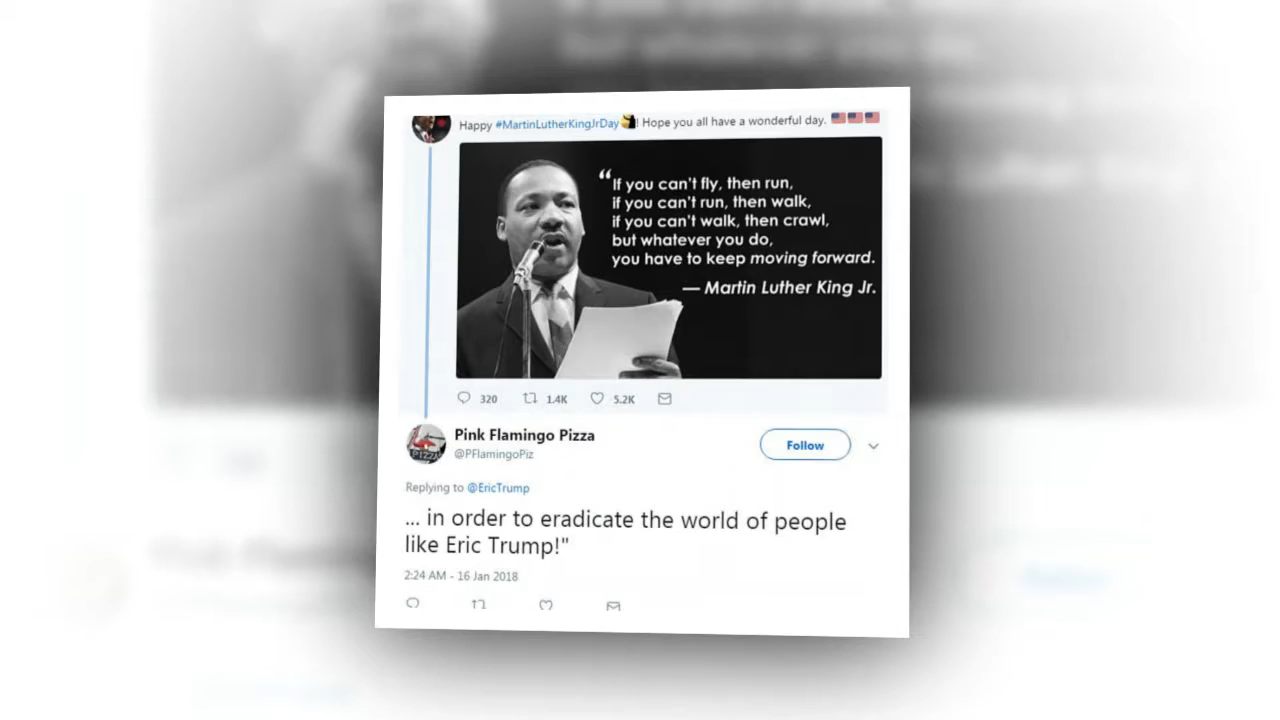 Happy #MartinLutherKingJrDay ! Hope you all have a wonderful day.
“If you can't fly, then run,
if you can't run, then walk,
if you can't walk, then crawl,
but whatever you do,
you have to keep moving forward.
— Martin Luther King Jr.
320 1.4K 5.2K
Pink Flamingo Pizza
@PFlamingoPiz
Follow
Replying to @EricTrump
... in order to eradicate the world of people
like Eric Trump!"
2:24 AM - 16 Jan 2018
PIZZA